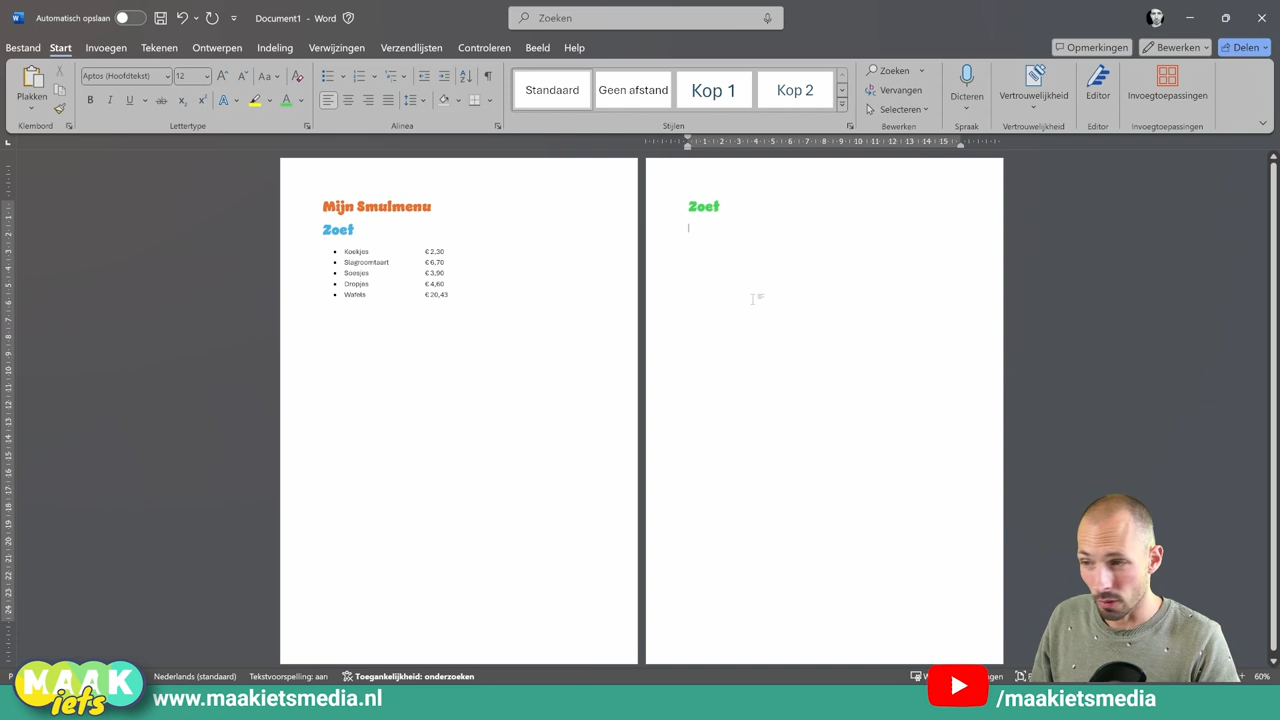 Automatisch opslaan
Document1 - Word
Zoeken
Bestand Start Invoegen Tekenen Ontwerpen Indeling Verwijzingen Verzendlijsten Controleren Beeld Help
Opmerkingen Bewerken Delen
Plakken
Aptos (Hoofdtekst) 12
Standaard Geen afstand Kop 1 Kop 2
Zoeken
Vervangen
Selecteren
Dicteren Vertrouwelijkheid Editor Invoegtoepassingen
Klembord Lettertype Alinea Stijlen Bewerken Spraak Vertrouwelijkheid Editor Invoegtoepassingen
Mijn Smulmenu
Zoet
Koekjes € 2,30
Slagroomtaart € 6,70
Soesjes € 3,90
Dropjes € 4,60
Wafels € 20,43
Zoet
Nederlands (standaard) Tekstvoorspelling: aan Toegankelijkheid: onderzoeken
60%
MAAK
iets
www.maakietsmedia.nl
/maakietsmedia